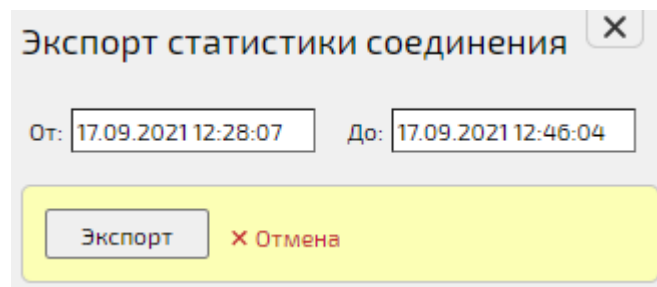 Экспорт статистики соединения ×
От: 17.09.2021 12:28:07 До: 17.09.2021 12:46:04
Экспорт × Отмена